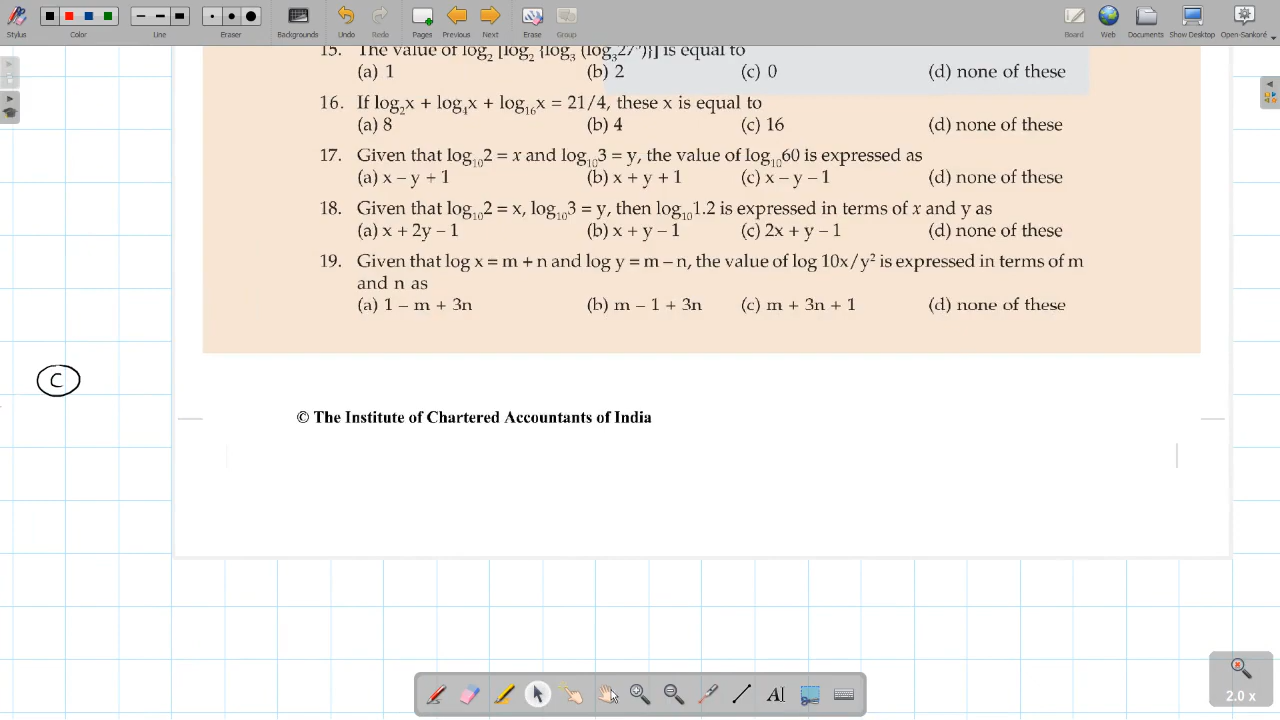 Stylus Color Line Eraser Backgrounds Undo Redo Pages Previous Next Erase Group Board Web Documents Show Desktop Open-Sankoré
15. The value of log₂ [log₂ {log₃ (log₃27³)}] is equal to
(a) 1 (b) 2 (c) 0 (d) none of these
16. If log₂x + log₄x + log₁₆x = 21/4, these x is equal to
(a) 8 (b) 4 (c) 16 (d) none of these
17. Given that log₁₀2 = x and log₁₀3 = y, the value of log₁₀60 is expressed as
(a) x – y + 1 (b) x + y + 1 (c) x – y – 1 (d) none of these
18. Given that log₁₀2 = x, log₁₀3 = y, then log₁₀1.2 is expressed in terms of x and y as
(a) x + 2y – 1 (b) x + y – 1 (c) 2x + y – 1 (d) none of these
19. Given that log x = m + n and log y = m – n, the value of log 10x/y² is expressed in terms of m
and n as
(a) 1 – m + 3n (b) m – 1 + 3n (c) m + 3n + 1 (d) none of these
C
© The Institute of Chartered Accountants of India
2.0 x